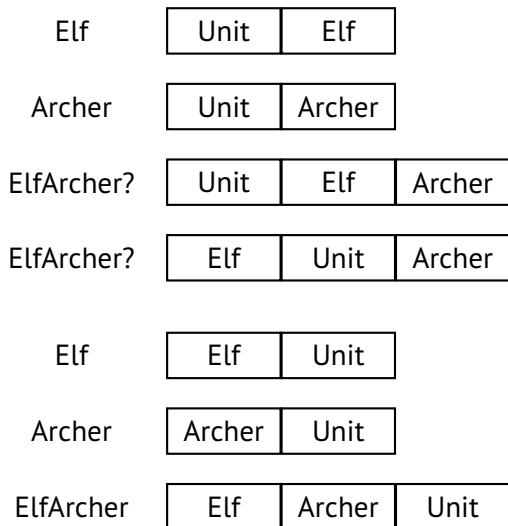 Elf Unit Elf
Archer Unit Archer
ElfArcher? Unit Elf Archer
ElfArcher? Elf Unit Archer
Elf Elf Unit
Archer Archer Unit
ElfArcher Elf Archer Unit